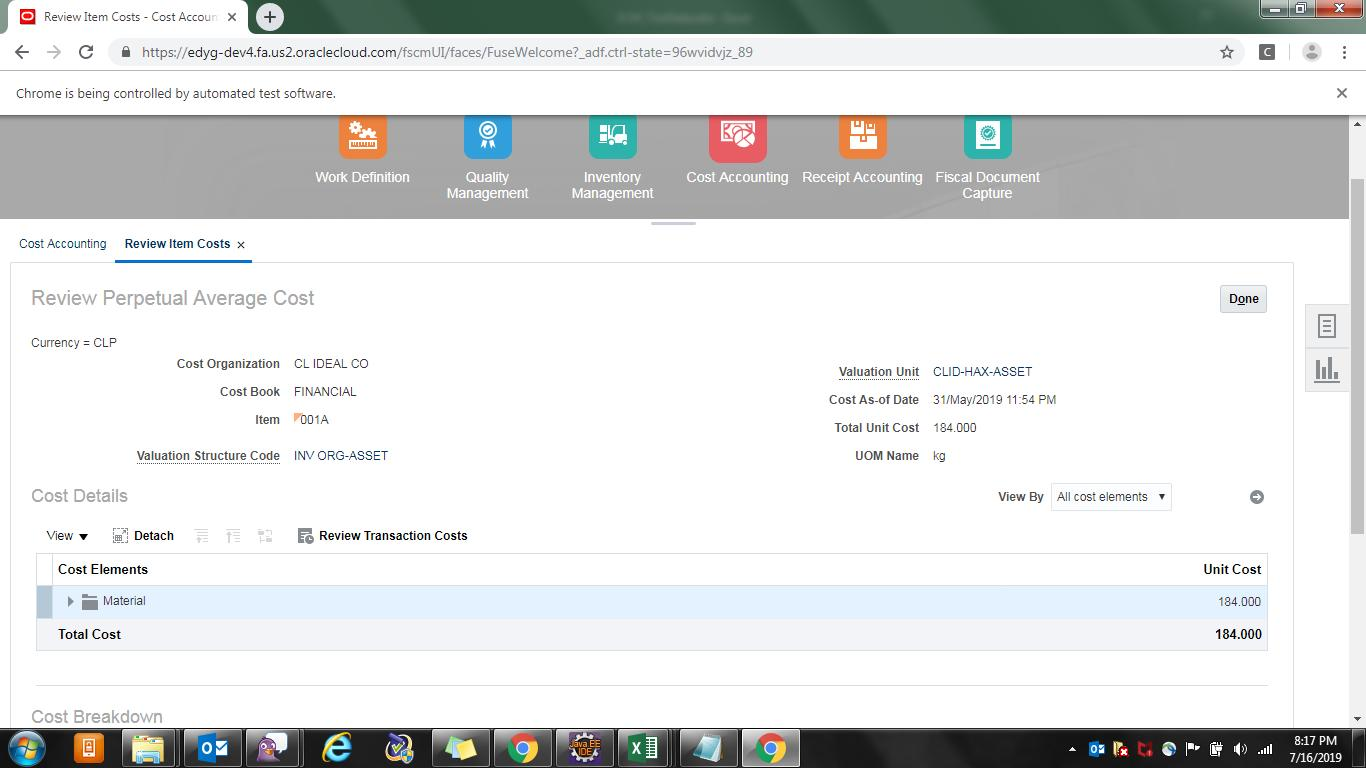 Review Item Costs - Cost Accoun
https://edyg-dev4.fa.us2.oraclecloud.com/fscmUI/faces/FuseWelcome?_adf.ctrl-state=96wvidvjz_89
C
Chrome is being controlled by automated test software.
Work Definition
Quality Management
Inventory Management
Cost Accounting
Receipt Accounting
Fiscal Document Capture
Cost Accounting
Review Item Costs
Review Perpetual Average Cost
Done
Currency = CLP
Cost Organization CL IDEAL CO
Cost Book FINANCIAL
Item 001A
Valuation Structure Code INV ORG-ASSET
Valuation Unit CLID-HAX-ASSET
Cost As-of Date 31/May/2019 11:54 PM
Total Unit Cost 184.000
UOM Name kg
Cost Details
View By All cost elements
View Detach Review Transaction Costs
Cost Elements Unit Cost
Material 184.000
Total Cost 184.000
Cost Breakdown
Java EE
IDE
8:17 PM
7/16/2019